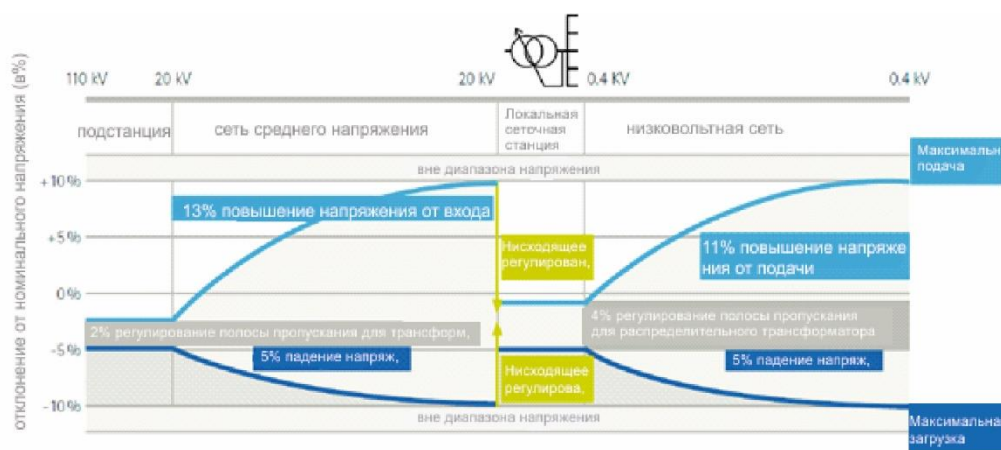 110 kV
20 kV
20 kV
0.4 KV
0.4 KV
отклонение от номинального напряжения (в%)
подстанция
сеть среднего напряжения
Локальная
сеточная
станция
низковольтная сеть
вне диапазона напряжения
Максимальн
подача
+10%
+5%
0%
-5%
-10%
13% повышение напряжения от входа
Нисходящее
регулирован,
11% повышение напряже
ния от подачи
2% регулирование полосы пропускания для трансформ,
4% регулирование полосы пропускания
для распределительного трансформатора
5% падение напряж,
Нисходящее
регулирова,
5% падение напряж,
вне диапазона напряжения
Максимальна
загрузка